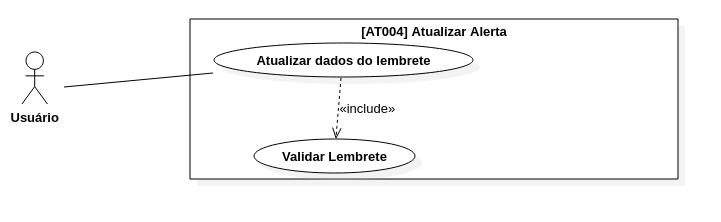 [AT004] Atualizar Alerta
Atualizar dados do lembrete
Usuário
«include»
Validar Lembrete